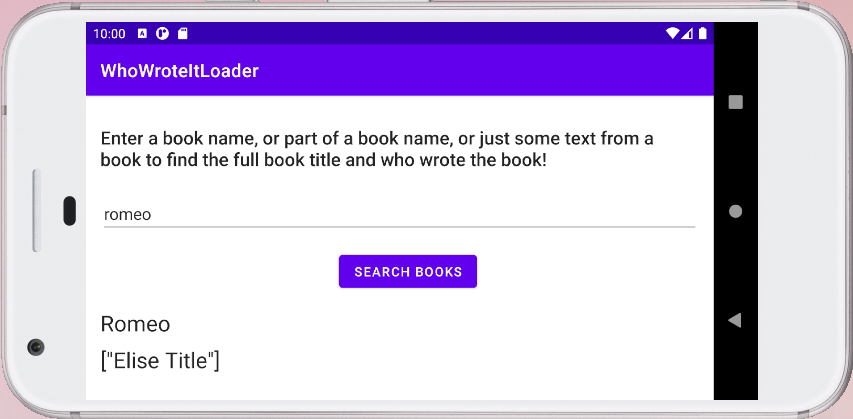 10:00
WhoWroteItLoader
Enter a book name, or part of a book name, or just some text from a
book to find the full book title and who wrote the book!
romeo
SEARCH BOOKS
Romeo
["Elise Title"]